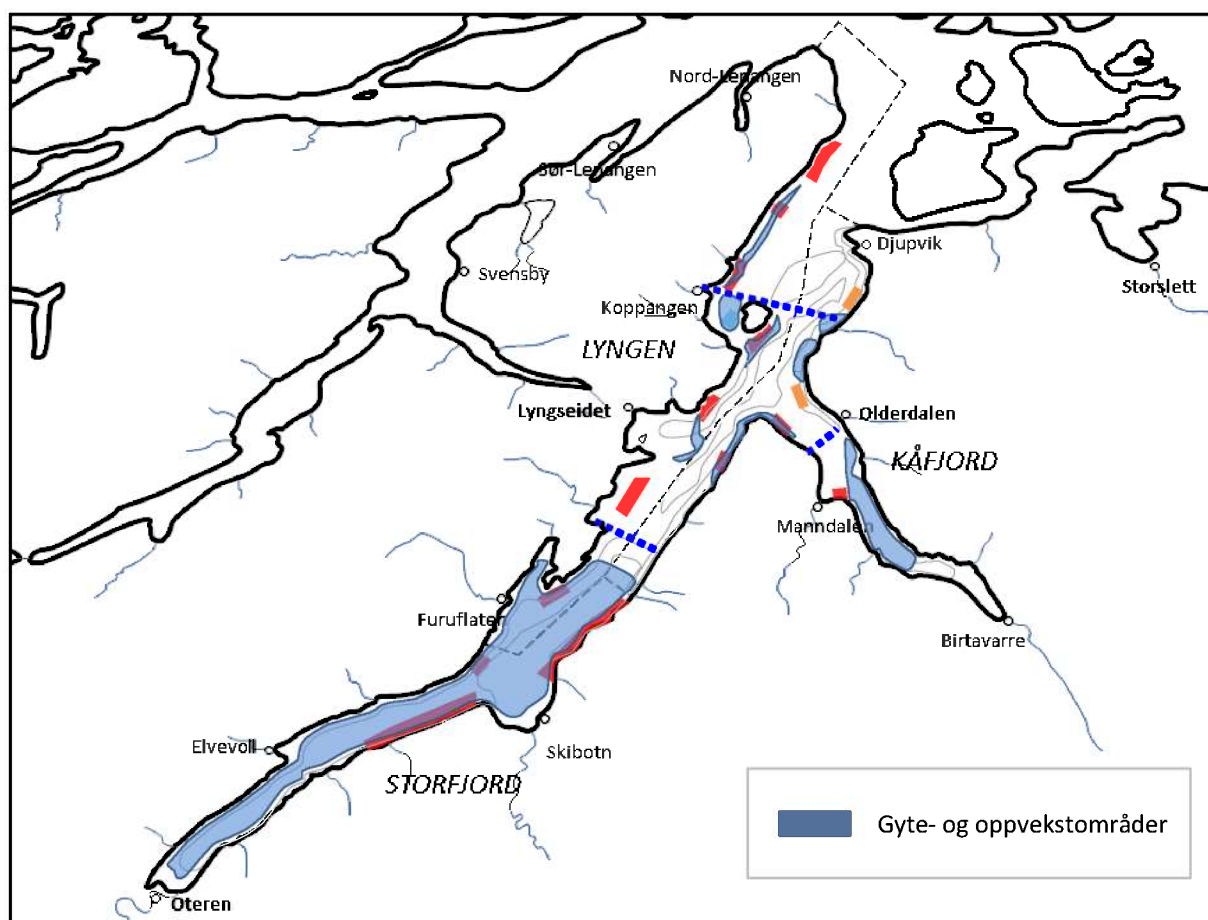 Nord-Lenangen
Sør-Lenangen
Djupvik
Svensby
Storslett
Koppangen
LYNGEN
Lyngseidet
Olderdalen
KÅFJORD
Manndalen
Furuflaten
Birtavarre
Elvevoll
Skibotn
STORFJORD
Gyte- og oppvekstområder
Oteren